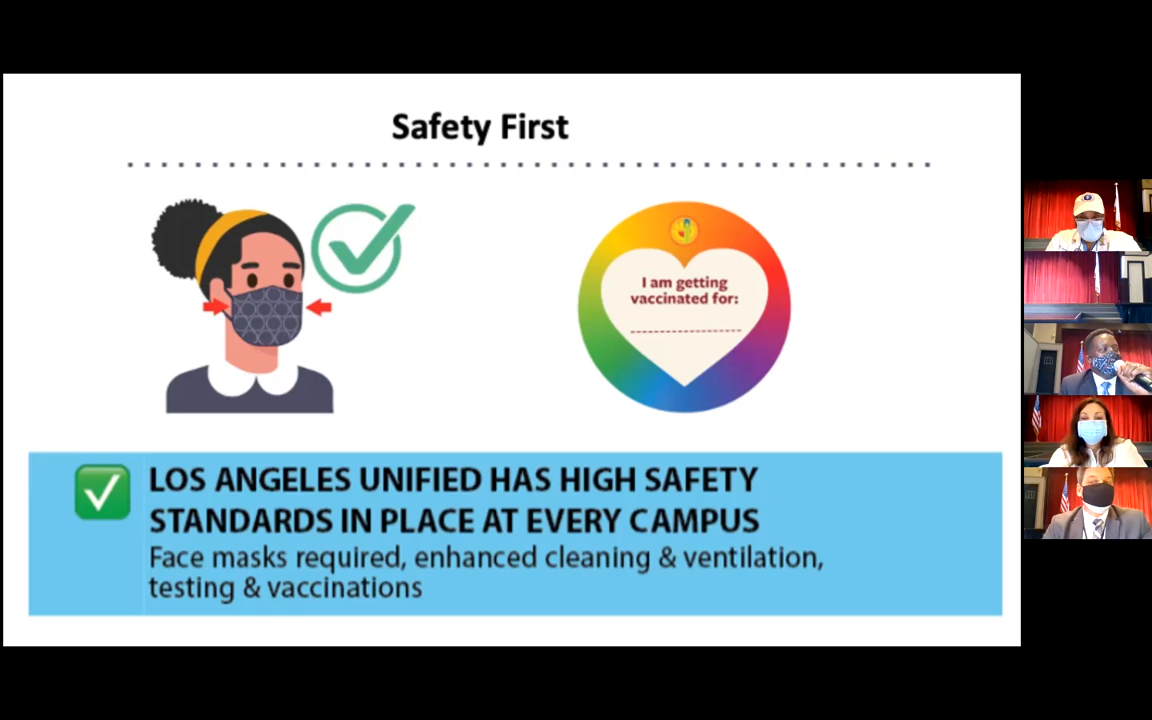 Safety First
I am getting
vaccinated for:
LOS ANGELES UNIFIED HAS HIGH SAFETY
STANDARDS IN PLACE AT EVERY CAMPUS
Face masks required, enhanced cleaning & ventilation,
testing & vaccinations